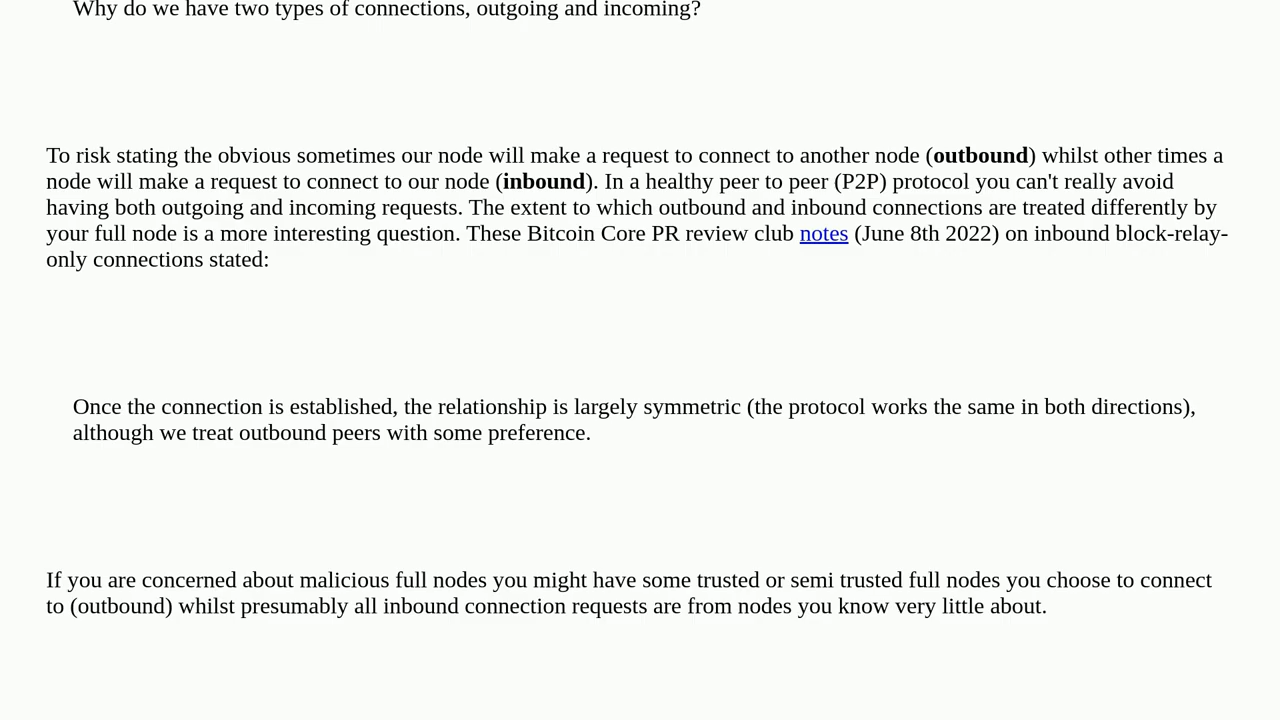 Why do we have two types of connections, outgoing and incoming?
To risk stating the obvious sometimes our node will make a request to connect to another node (outbound) whilst other times a
node will make a request to connect to our node (inbound). In a healthy peer to peer (P2P) protocol you can't really avoid
having both outgoing and incoming requests. The extent to which outbound and inbound connections are treated differently by
your full node is a more interesting question. These Bitcoin Core PR review club notes (June 8th 2022) on inbound block-relay-
only connections stated:
Once the connection is established, the relationship is largely symmetric (the protocol works the same in both directions),
although we treat outbound peers with some preference.
If you are concerned about malicious full nodes you might have some trusted or semi trusted full nodes you choose to connect
to (outbound) whilst presumably all inbound connection requests are from nodes you know very little about.